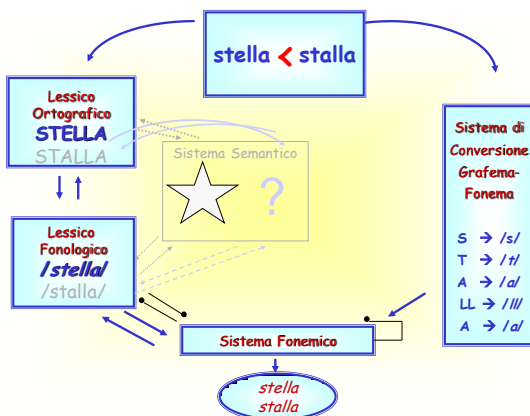 stella < stalla
Lessico
Ortografico
STELLA
STALLA
Sistema Semantico
?
Lessico
Fonologico
/stella/
/stalla/
Sistema di
Conversione
Grafema-
Fonema
S → /s/
T → /t/
A → /a/
LL → /ll/
A → /a/
Sistema Fonemico
stella
stalla